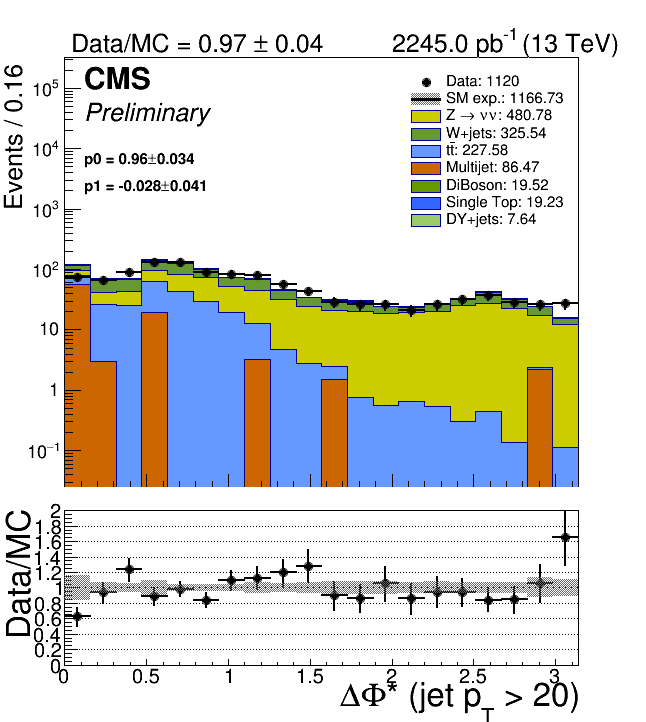 Data/MC = 0.97 ± 0.04 2245.0 pb⁻¹ (13 TeV)
CMS
Preliminary
p0 = 0.96±0.034
p1 = -0.028±0.041
Data: 1120
SM exp.: 1166.73
Z → νν: 480.78
W+jets: 325.54
tt̄: 227.58
Multijet: 86.47
DiBoson: 19.52
Single Top: 19.23
DY+jets: 7.64
Events / 0.16
10⁵
10⁴
10³
10²
10
1
10⁻¹
Data/MC
2
1.8
1.6
1.4
1.2
1
0.8
0.6
0.4
0.2
0
0 0.5 1 1.5 2 2.5 3
ΔΦ* (jet p_T > 20)